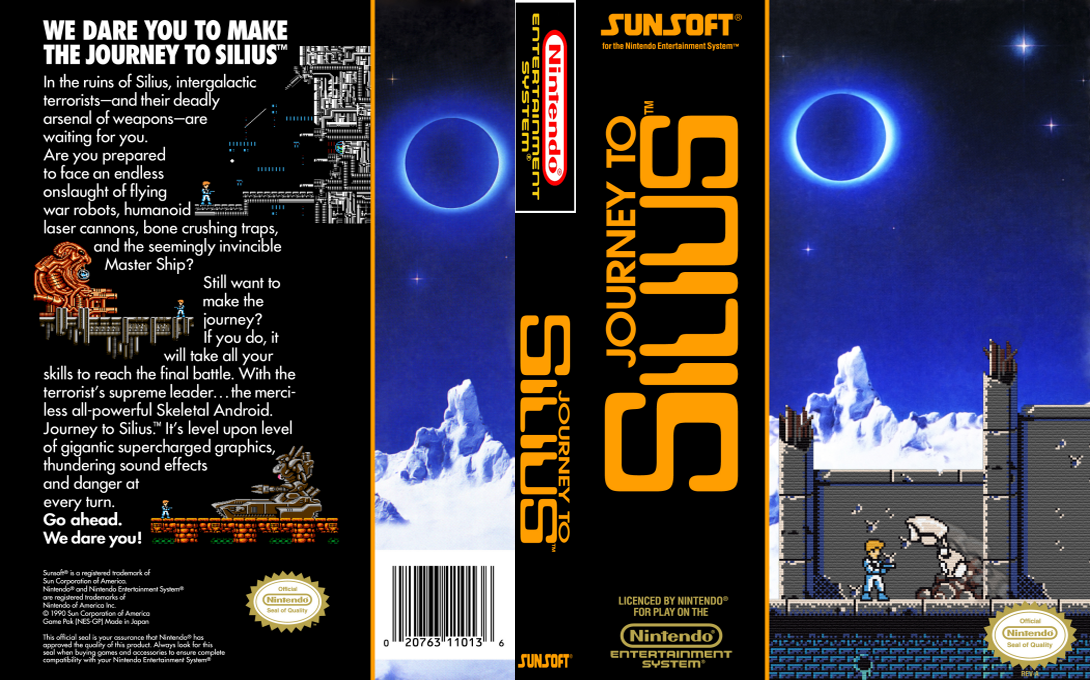 WE DARE YOU TO MAKE
THE JOURNEY TO SILIUS™
In the ruins of Silius, intergalactic
terrorists—and their deadly
arsenal of weapons—are
waiting for you.
Are you prepared
to face an endless
onslaught of flying
war robots, humanoid
laser cannons, bone crushing traps,
and the seemingly invincible
Master Ship?
Still want to
make the
journey?
If you do, it
will take all your
skills to reach the final battle. With the
terrorist's supreme leader...the merci-
less all-powerful Skeletal Android.
Journey to Silius.™ It's level upon level
of gigantic supercharged graphics,
thundering sound effects
and danger at
every turn.
Go ahead.
We dare you!
Sunsoft® is a registered trademark of
Sun Corporation of America.
Nintendo® and Nintendo Entertainment System®
are registered trademarks of
Nintendo of America Inc.
© 1990 Sun Corporation of America
Game Pak (NES-GP) Made in Japan
This official seal is your assurance that Nintendo® has
approved the quality of this product. Always look for this
seal when buying games and accessories to ensure complete
compatibility with your Nintendo Entertainment System®
Official
Nintendo
Seal of Quality
0 20763 11013 6
Nintendo®
ENTERTAINMENT
SYSTEM®
JOURNEY TO
SILIUS™
SUNSOFT®
SUNSOFT®
for the Nintendo Entertainment System™
JOURNEY TO™
SILIUS
LICENCED BY NINTENDO®
FOR PLAY ON THE
Nintendo
ENTERTAINMENT
SYSTEM®
Official
Nintendo
Seal of Quality
REV-A